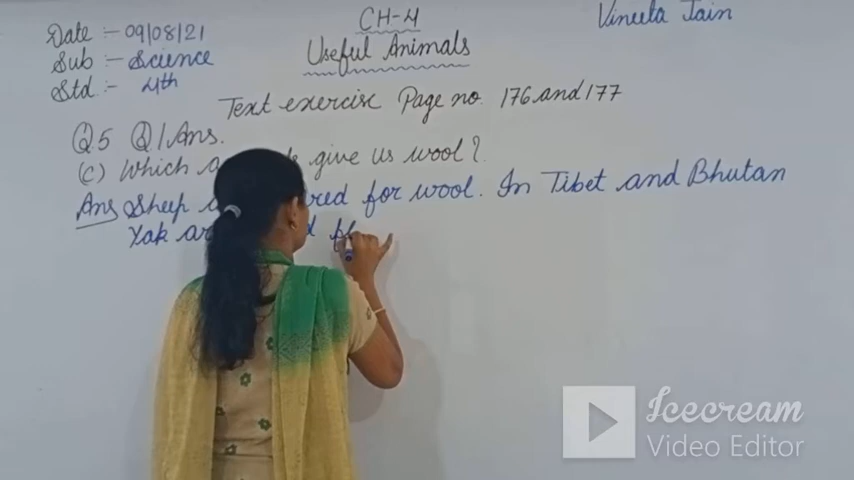 Date :- 09/08/21
Sub :- Science
Std :- 4th
CH-4
Useful Animals
Vineeta Jain
Text exercise Page no. 176 and 177
Q5 Q1 Ans.
(c) Which give us wool?
Ans Sheep for wool. In Tibet and Bhutan
Yak
Icecream
Video Editor